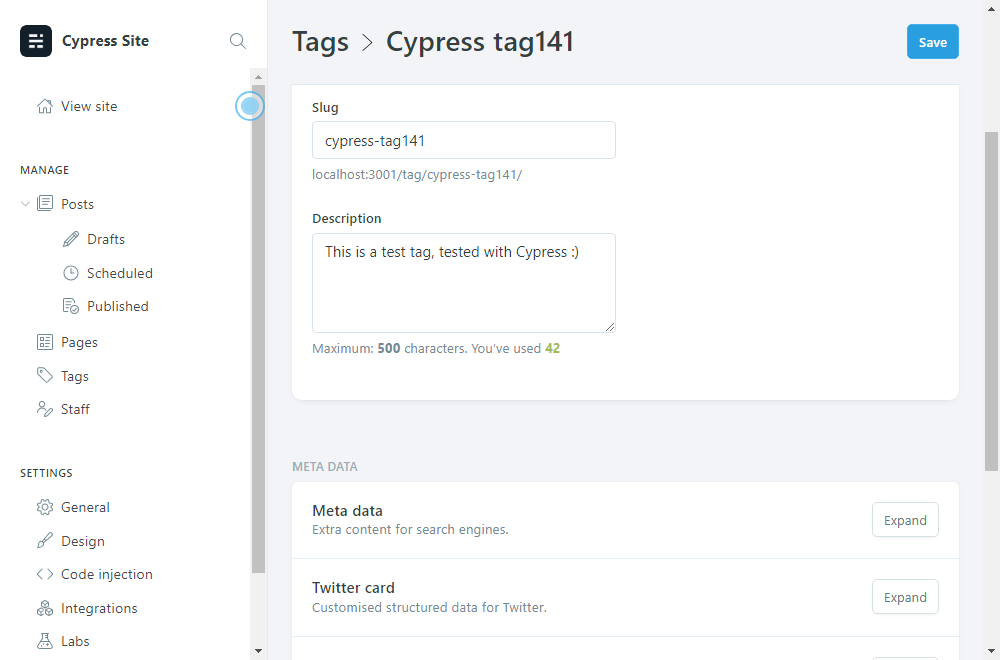 Cypress Site
View site
MANAGE
Posts
Drafts
Scheduled
Published
Pages
Tags
Staff
SETTINGS
General
Design
Code injection
Integrations
Labs
Tags > Cypress tag141
Save
Slug
cypress-tag141
localhost:3001/tag/cypress-tag141/
Description
This is a test tag, tested with Cypress :)
Maximum: 500 characters. You've used 42
META DATA
Meta data
Extra content for search engines.
Expand
Twitter card
Customised structured data for Twitter.
Expand